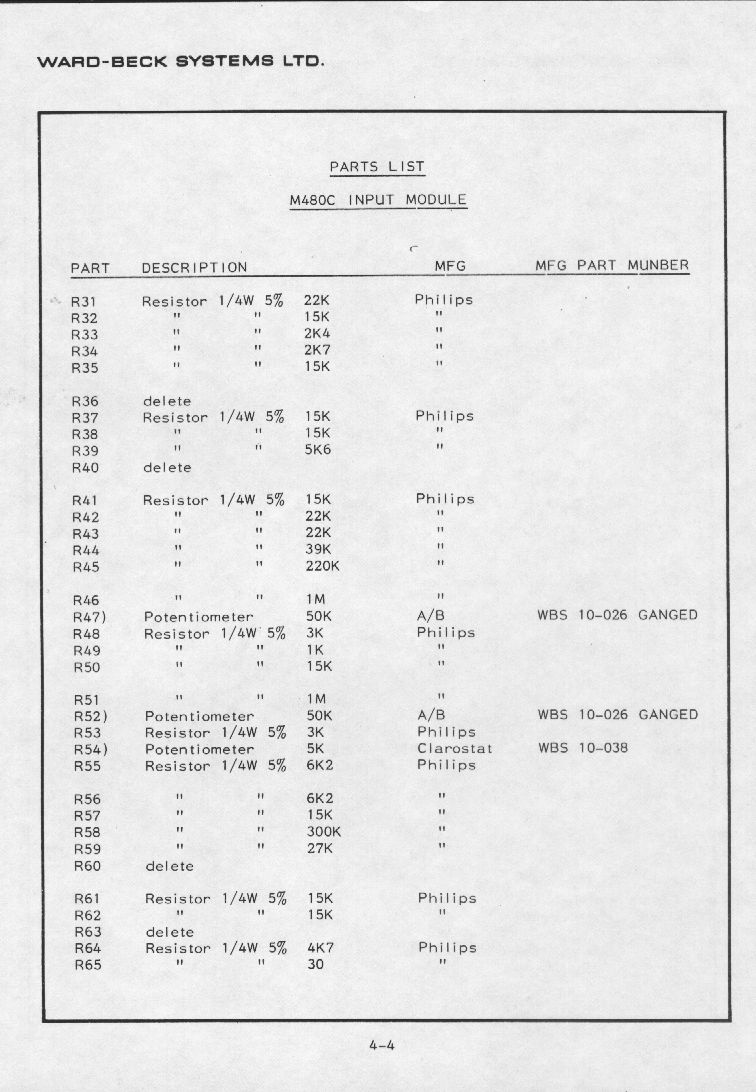 WARD-BECK SYSTEMS LTD.
PARTS LIST
M480C INPUT MODULE
PART DESCRIPTION MFG MFG PART MUNBER
R31 Resistor 1/4W 5% 22K Philips
R32 " " 15K "
R33 " " 2K4 "
R34 " " 2K7 "
R35 " " 15K "
R36 delete
R37 Resistor 1/4W 5% 15K Philips
R38 " " 15K "
R39 " " 5K6 "
R40 delete
R41 Resistor 1/4W 5% 15K Philips
R42 " " 22K "
R43 " " 22K "
R44 " " 39K "
R45 " " 220K "
R46 " " 1M "
R47) Potentiometer 50K A/B WBS 10-026 GANGED
R48 Resistor 1/4W 5% 3K Philips
R49 " " 1K "
R50 " " 15K "
R51 " " 1M "
R52) Potentiometer 50K A/B WBS 10-026 GANGED
R53 Resistor 1/4W 5% 3K Philips
R54) Potentiometer 5K Clarostat WBS 10-038
R55 Resistor 1/4W 5% 6K2 Philips
R56 " " 6K2 "
R57 " " 15K "
R58 " " 300K "
R59 " " 27K "
R60 delete
R61 Resistor 1/4W 5% 15K Philips
R62 " " 15K "
R63 delete
R64 Resistor 1/4W 5% 4K7 Philips
R65 " " 30 "
4-4